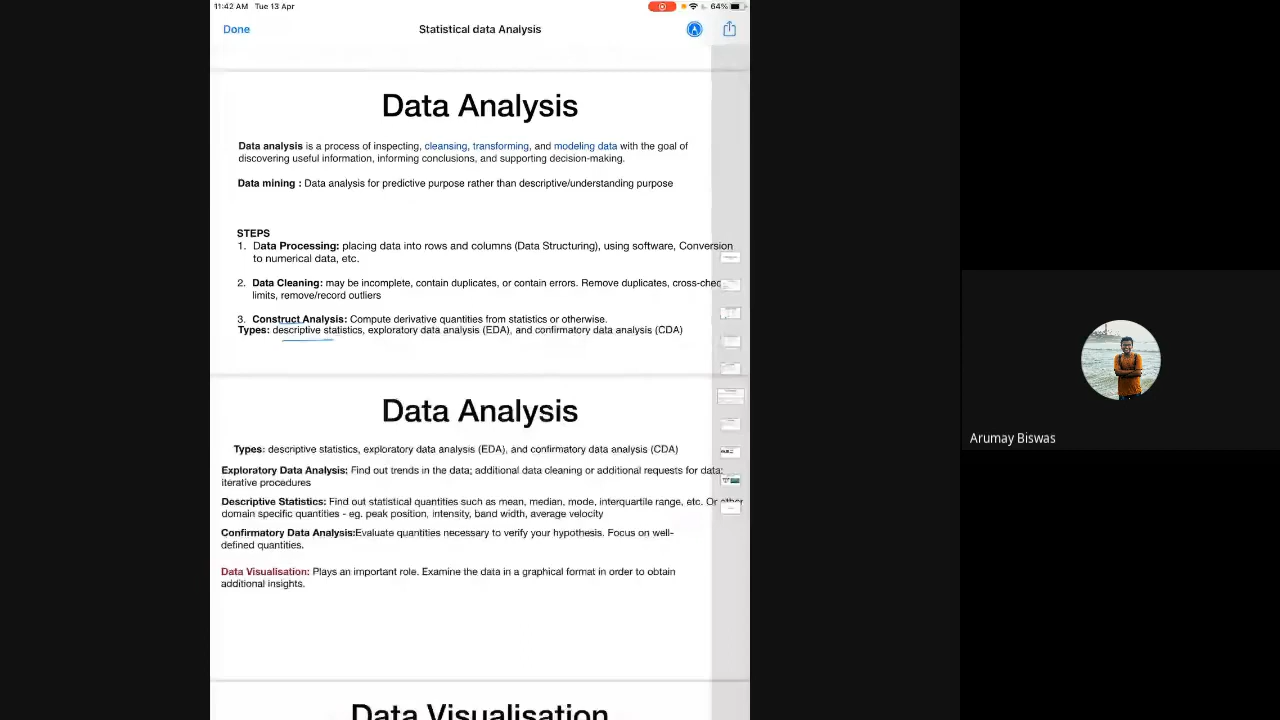 11:42 AM Tue 13 Apr
64%
Done
Statistical data Analysis
Data Analysis
Data analysis is a process of inspecting, cleansing, transforming, and modeling data with the goal of
discovering useful information, informing conclusions, and supporting decision-making.
Data mining : Data analysis for predictive purpose rather than descriptive/understanding purpose
STEPS
1. Data Processing: placing data into rows and columns (Data Structuring), using software, Conversion
to numerical data, etc.
2. Data Cleaning: may be incomplete, contain duplicates, or contain errors. Remove duplicates, cross-chec
limits, remove/record outliers
3. Construct Analysis: Compute derivative quantities from statistics or otherwise.
Types: descriptive statistics, exploratory data analysis (EDA), and confirmatory data analysis (CDA)
Data Analysis
Types: descriptive statistics, exploratory data analysis (EDA), and confirmatory data analysis (CDA)
Exploratory Data Analysis: Find out trends in the data; additional data cleaning or additional requests for data;
iterative procedures
Descriptive Statistics: Find out statistical quantities such as mean, median, mode, interquartile range, etc. Or other
domain specific quantities - eg. peak position, intensity, band width, average velocity
Confirmatory Data Analysis:Evaluate quantities necessary to verify your hypothesis. Focus on well-
defined quantities.
Data Visualisation: Plays an important role. Examine the data in a graphical format in order to obtain
additional insights.
Data Visualisation
Arumay Biswas